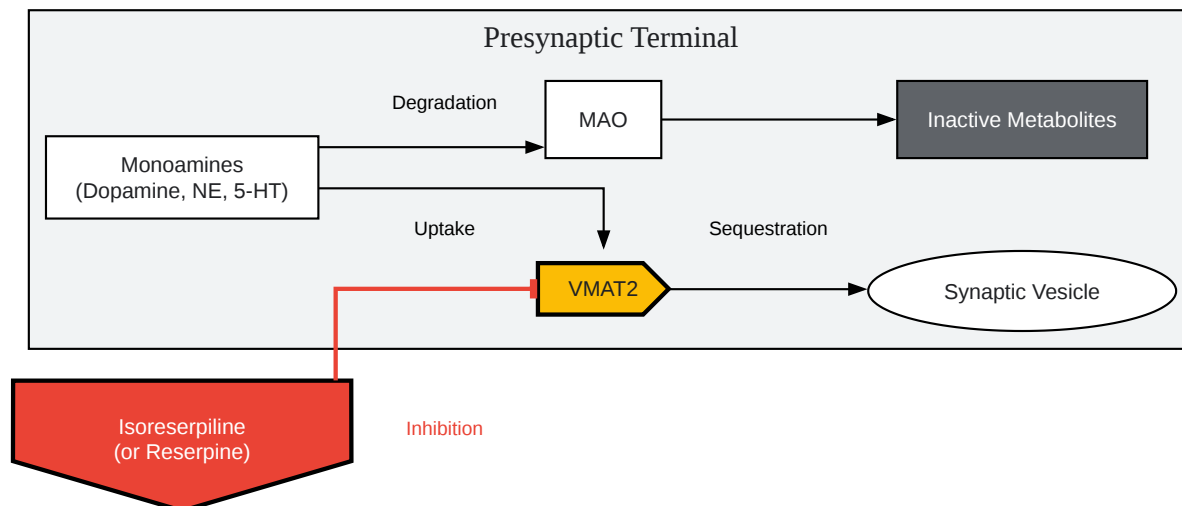 Presynaptic Terminal
Degradation
MAO
Inactive Metabolites
Monoamines
(Dopamine, NE, 5-HT)
Uptake
Sequestration
VMAT2
Synaptic Vesicle
Isoreserpiline
(or Reserpine)
Inhibition